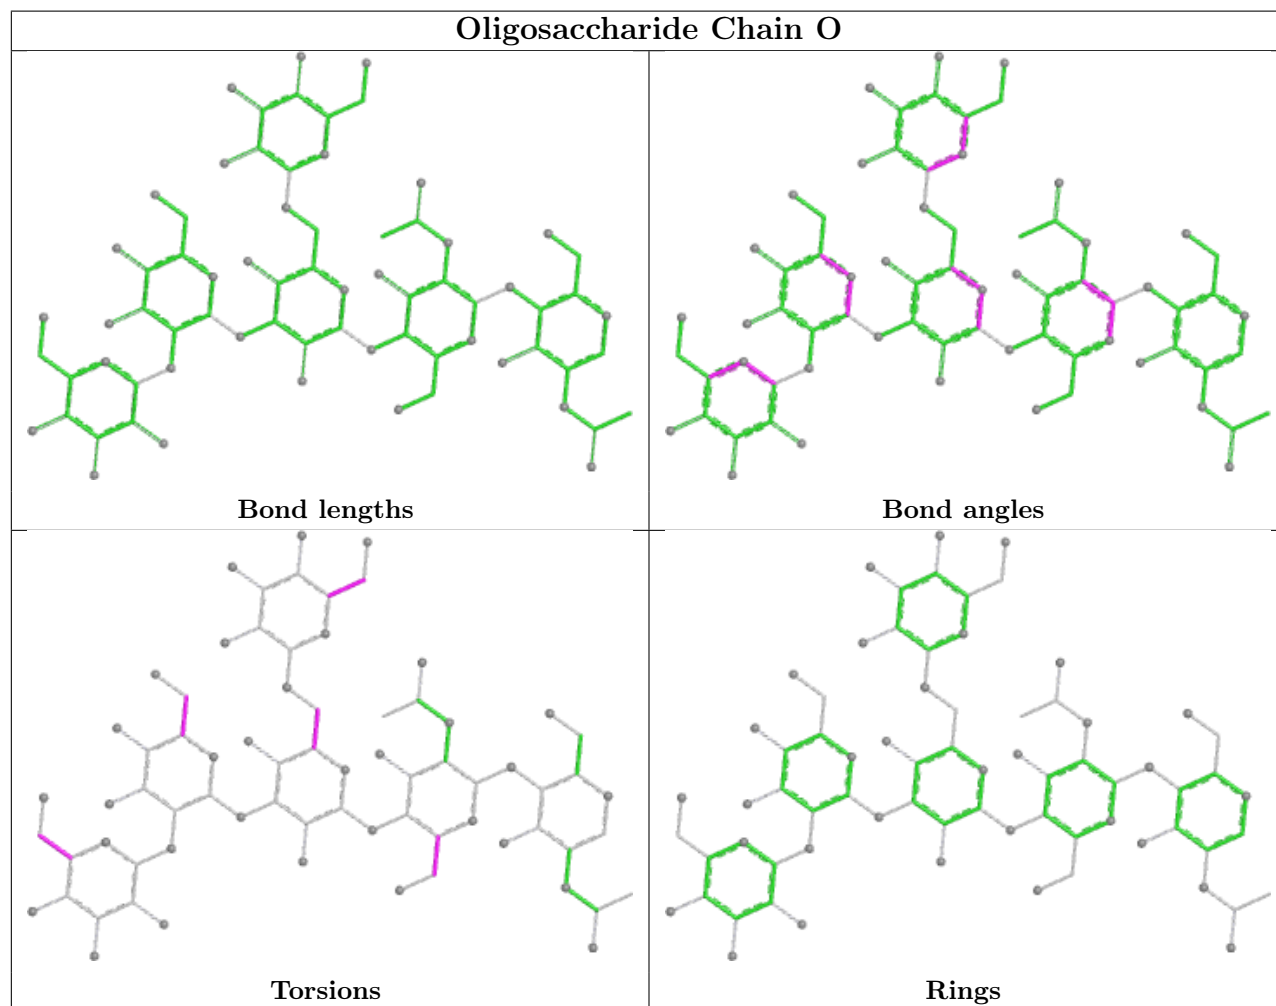 Oligosaccharide Chain O
Bond lengths
Bond angles
Torsions
Rings